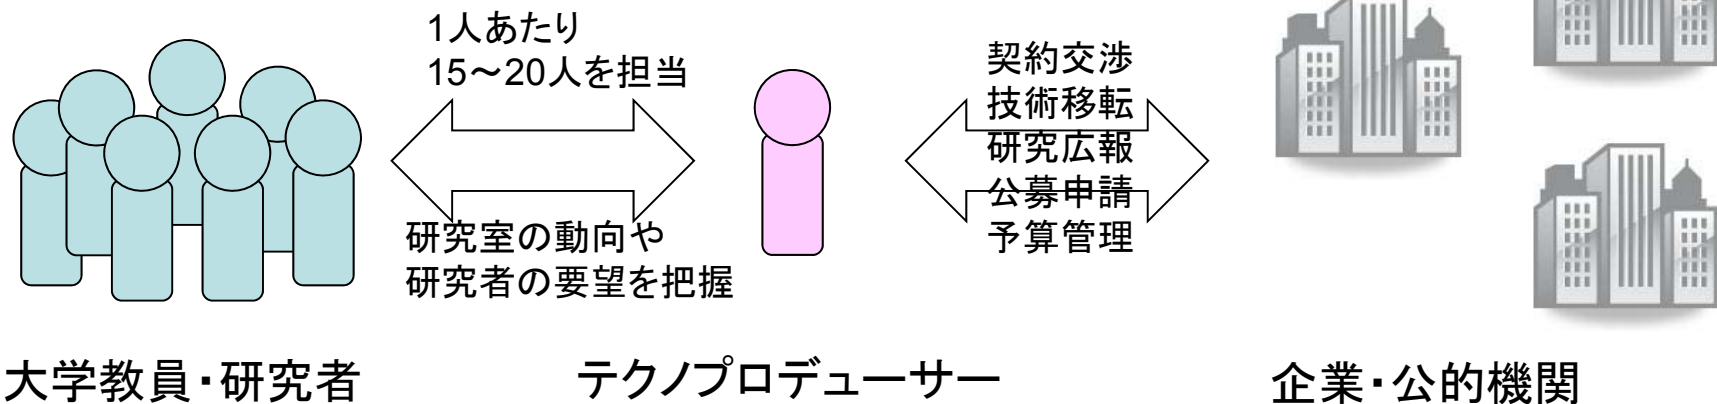 1人あたり
15～20人を担当
研究室の動向や
研究者の要望を把握
契約交渉
技術移転
研究広報
公募申請
予算管理
大学教員・研究者
テクノプロデューサー
企業・公的機関